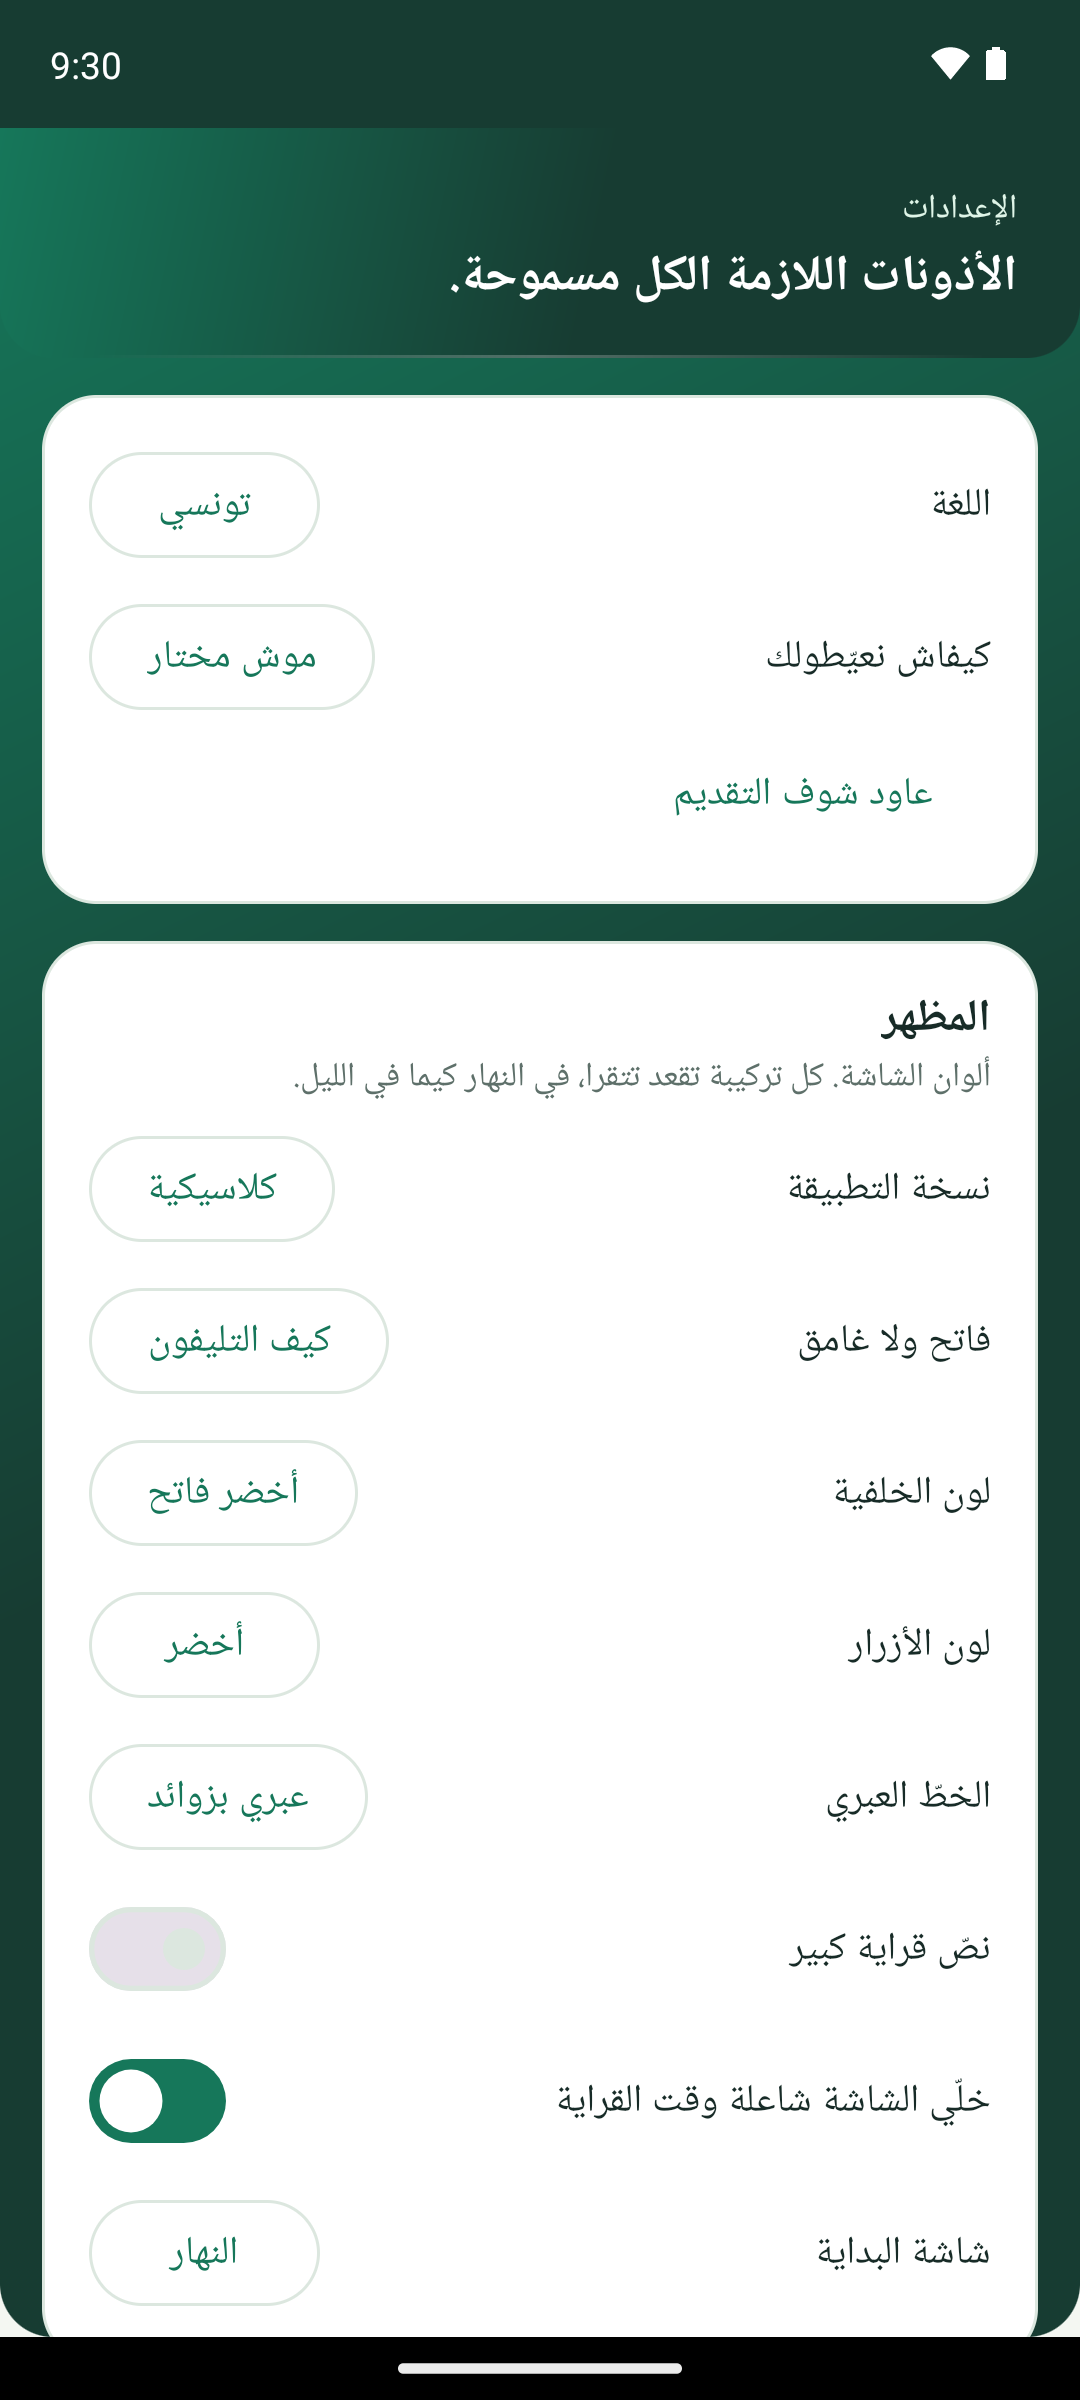 9:30
الإعدادات
الأذونات اللازمة الكل مسموحة.
اللغة
تونسي
كيفاش نعيّطولك
موش مختار
عاود شوف التقديم
المظهر
ألوان الشاشة. كل تركيبة تقعد تتقرا، في النهار كيما في الليل.
نسخة التطبيقة
كلاسيكية
فاتح ولا غامق
كيف التليفون
لون الخلفية
أخضر فاتح
لون الأزرار
أخضر
الخطّ العبري
عبري بزوائد
نصّ قراية كبير
خلّي الشاشة شاعلة وقت القراية
شاشة البداية
النهار